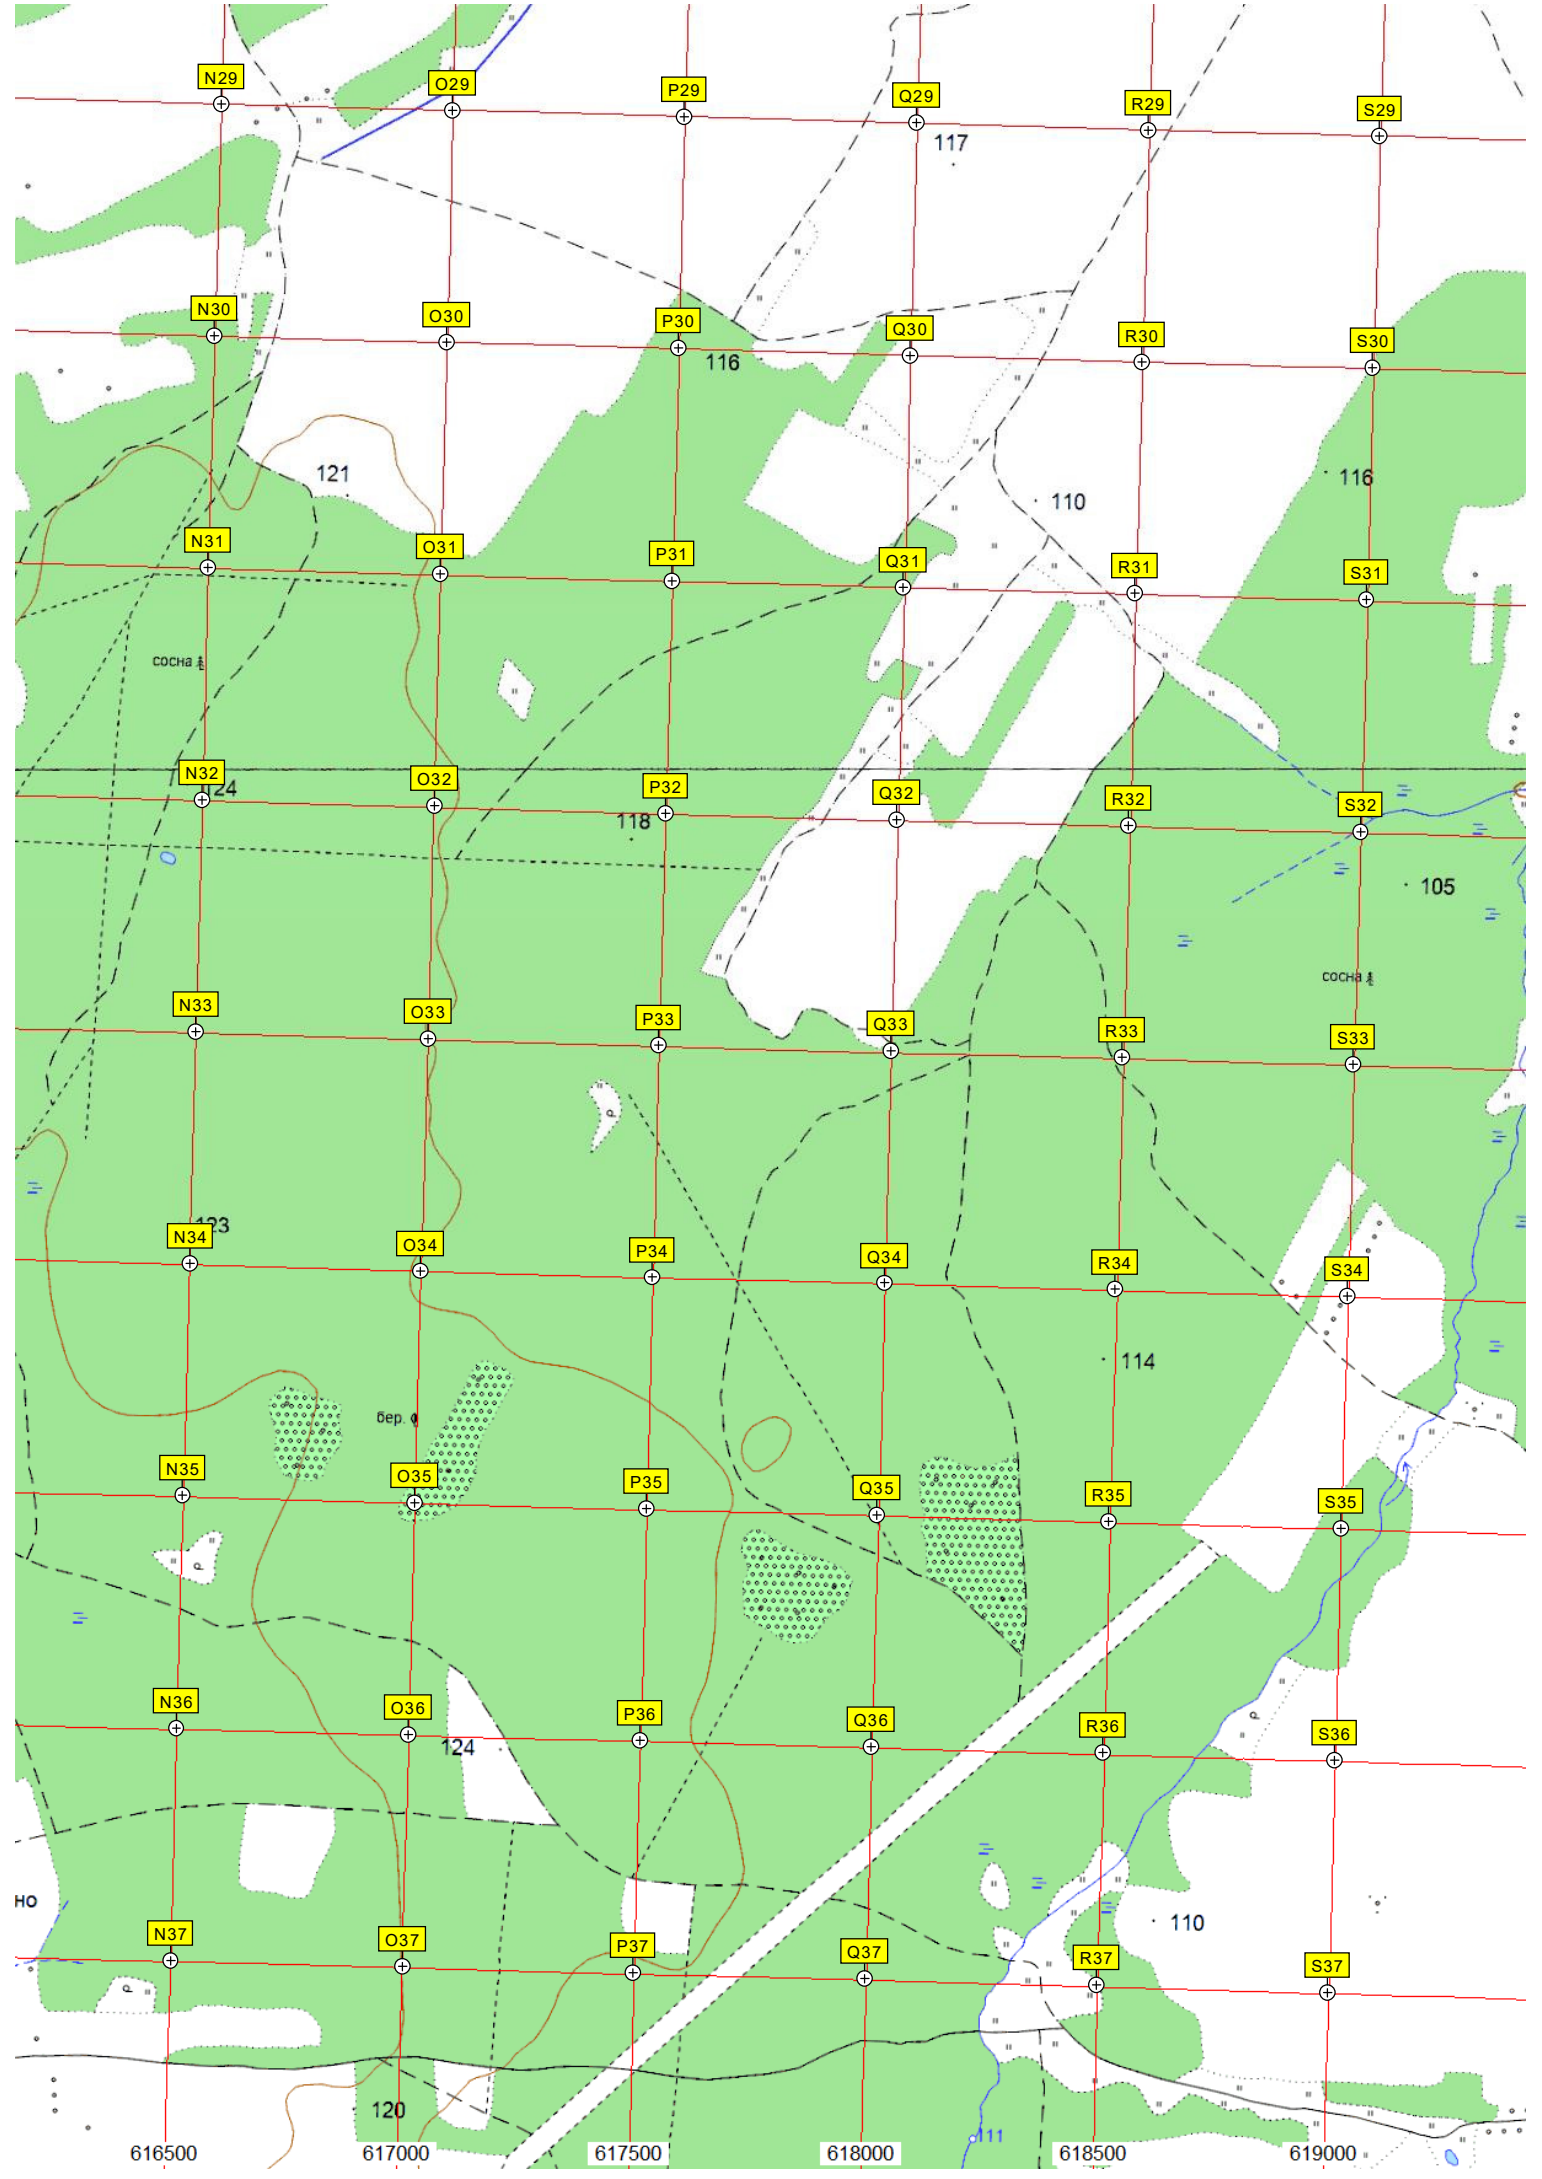 N29 O29 P29 Q29 R29 S29
117
N30 O30 P30 Q30 R30 S30
116
121 110 116
N31 O31 P31 Q31 R31 S31
сосна
N32 O32 P32 Q32 R32 S32
124
118
105
сосна
N33 O33 P33 Q33 R33 S33
р
123
N34 O34 P34 Q34 R34 S34
114
бер.
N35 O35 P35 Q35 R35 S35
р
р
N36 O36 P36 Q36 R36 S36
124
но
110
N37 O37 P37 Q37 R37 S37
р
120
111
616500 617000 617500 618000 618500 619000